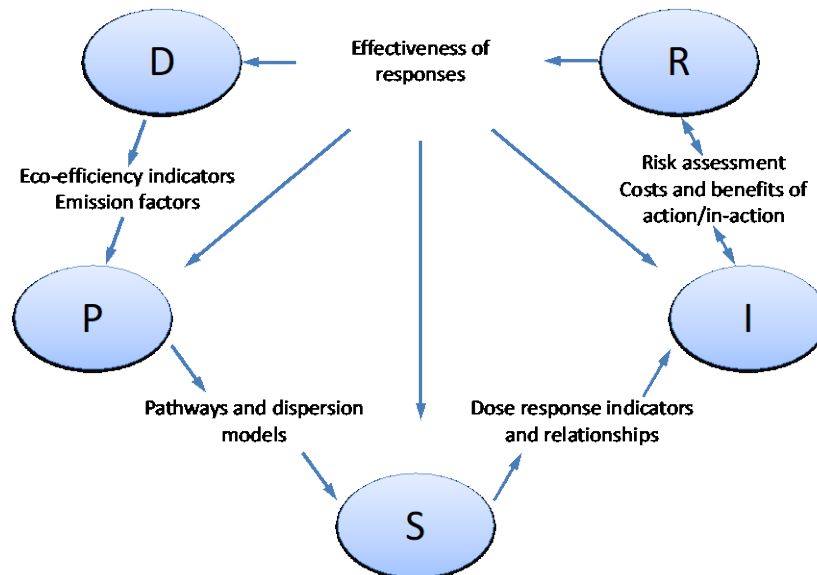 D
Effectiveness of
responses
R
Eco-efficiency indicators
Emission factors
Risk assessment
Costs and benefits of
action/in-action
P
I
Pathways and dispersion
models
Dose response indicators
and relationships
S